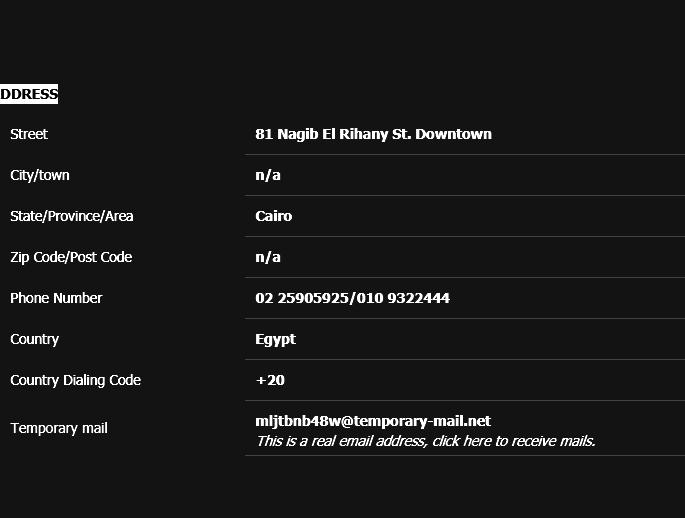 DDRESS
Street 81 Nagib El Rihany St. Downtown
City/town n/a
State/Province/Area Cairo
Zip Code/Post Code n/a
Phone Number 02 25905925/010 9322444
Country Egypt
Country Dialing Code +20
Temporary mail mljtbnb48w@temporary-mail.net
This is a real email address, click here to receive mails.